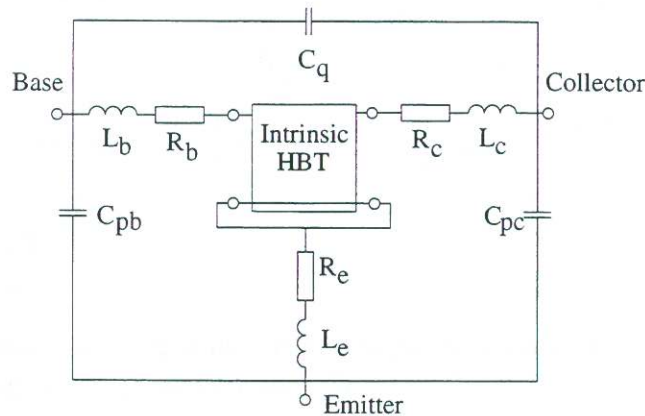 C_q
Base
Collector
L_b
R_b
Intrinsic
HBT
R_c
L_c
C_pb
C_pc
R_e
L_e
Emitter